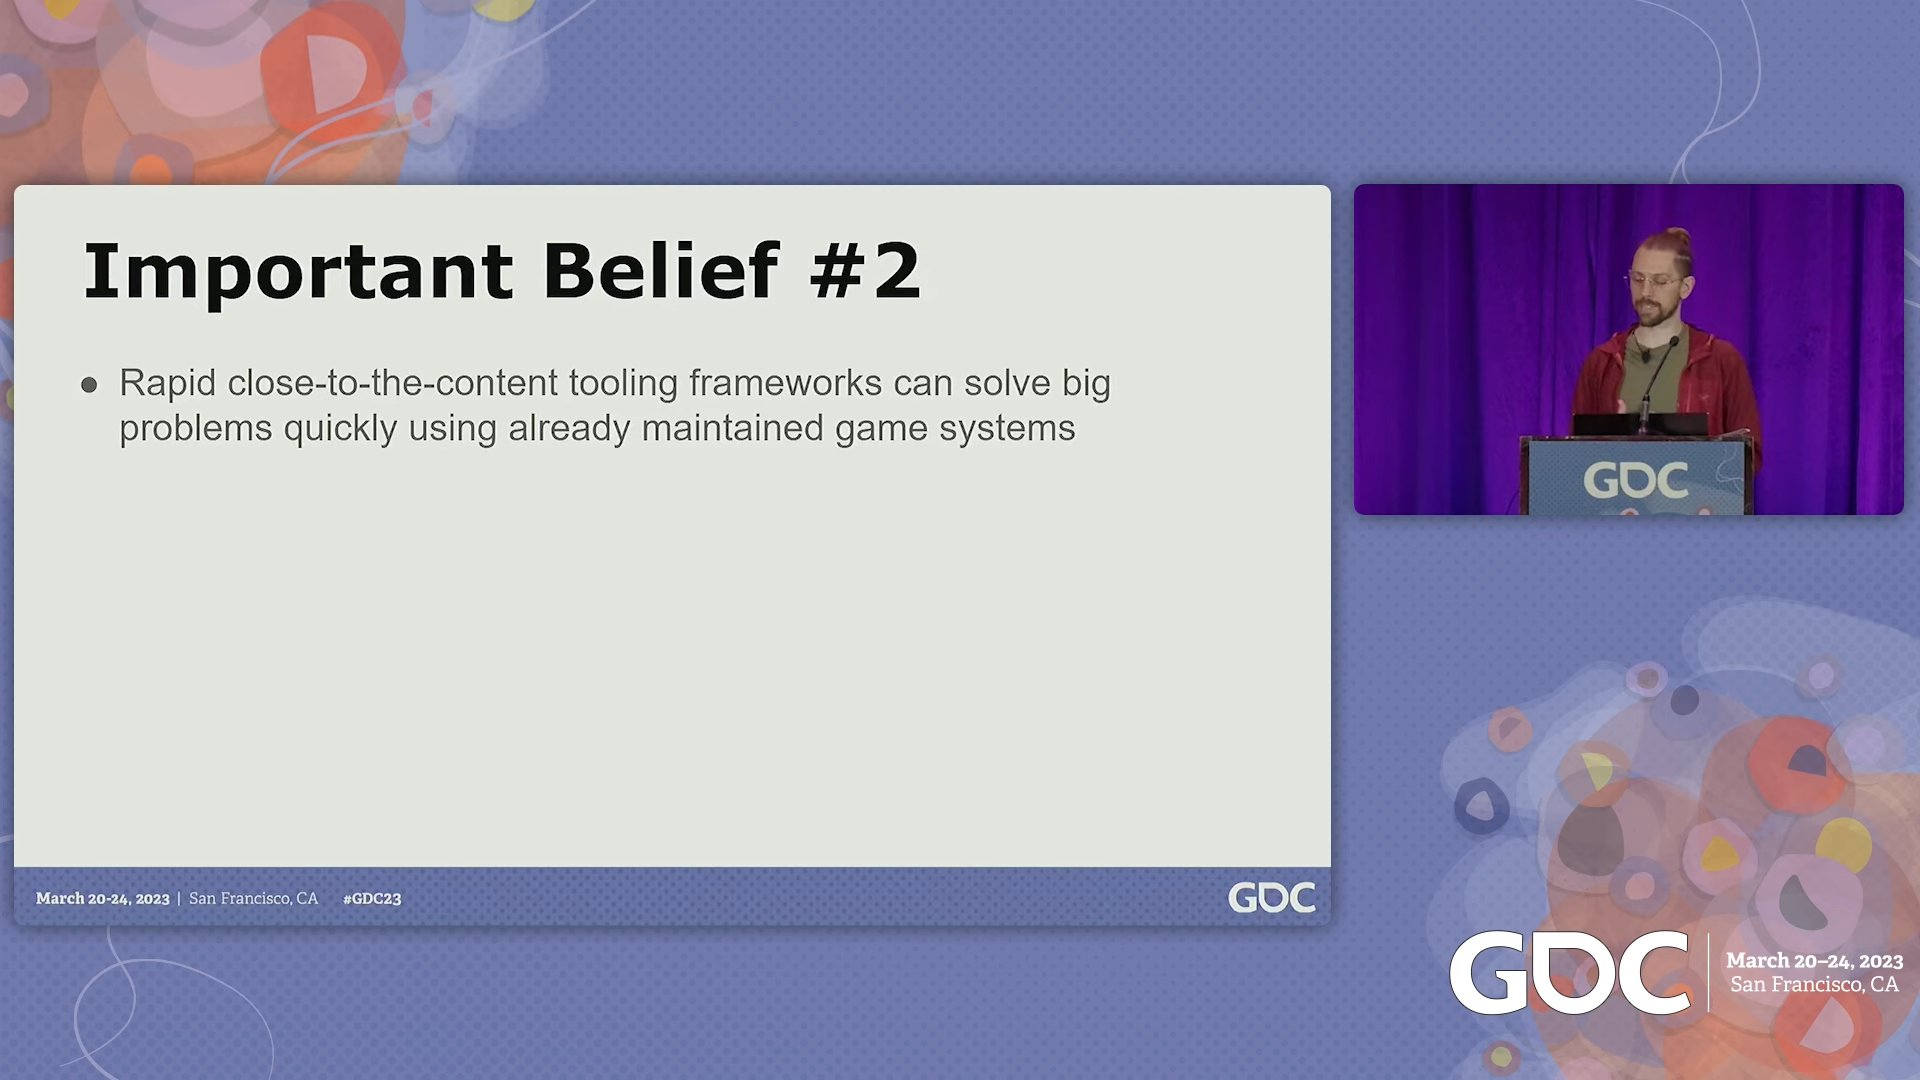 Important Belief #2
● Rapid close-to-the-content tooling frameworks can solve big
problems quickly using already maintained game systems
GDC
March 20-24, 2023 | San Francisco, CA #GDC23
GDC
GDC
March 20–24, 2023
San Francisco, CA